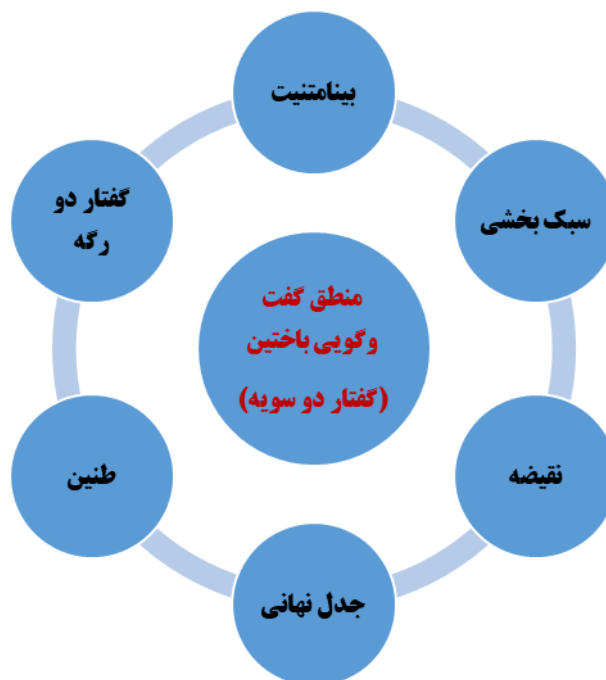 بینامتنیت
سبک بخشی
نقیضه
جدل نهانی
طنین
گفتار دو
رگه
منطق گفت
وگویی باختین
(گفتار دو سویه)